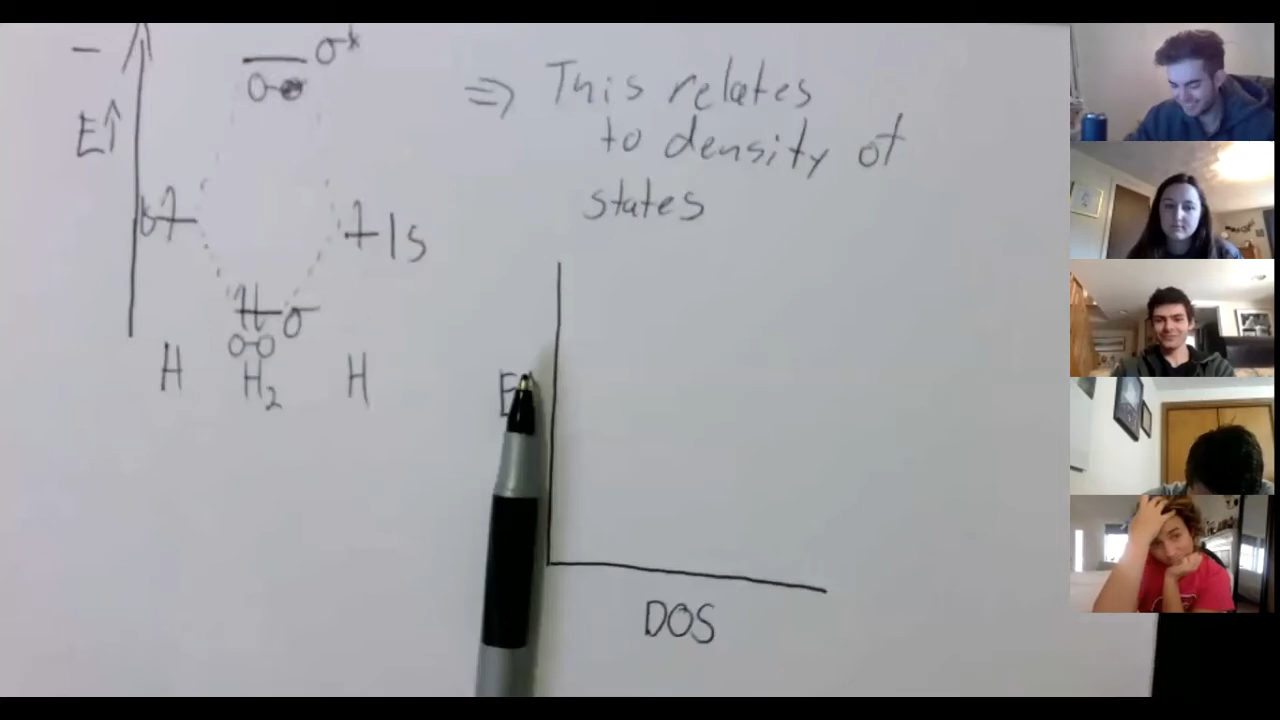 σ*
E↑
⇒ This relates
to density of
states
1s
σ
H H₂ H
E
DOS